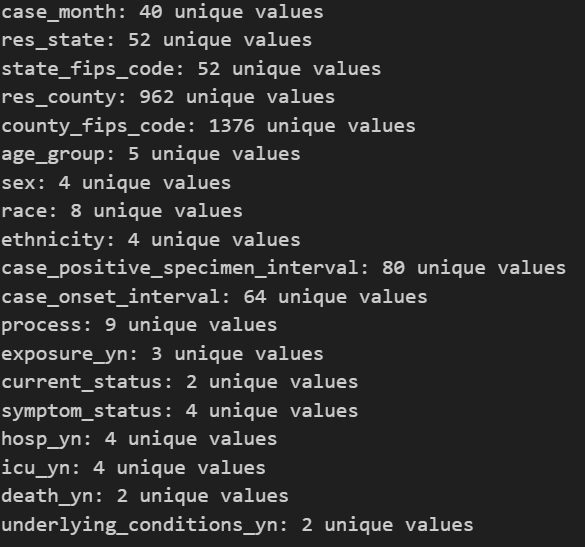 case_month: 40 unique values
res_state: 52 unique values
state_fips_code: 52 unique values
res_county: 962 unique values
county_fips_code: 1376 unique values
age_group: 5 unique values
sex: 4 unique values
race: 8 unique values
ethnicity: 4 unique values
case_positive_specimen_interval: 80 unique values
case_onset_interval: 64 unique values
process: 9 unique values
exposure_yn: 3 unique values
current_status: 2 unique values
symptom_status: 4 unique values
hosp_yn: 4 unique values
icu_yn: 4 unique values
death_yn: 2 unique values
underlying_conditions_yn: 2 unique values